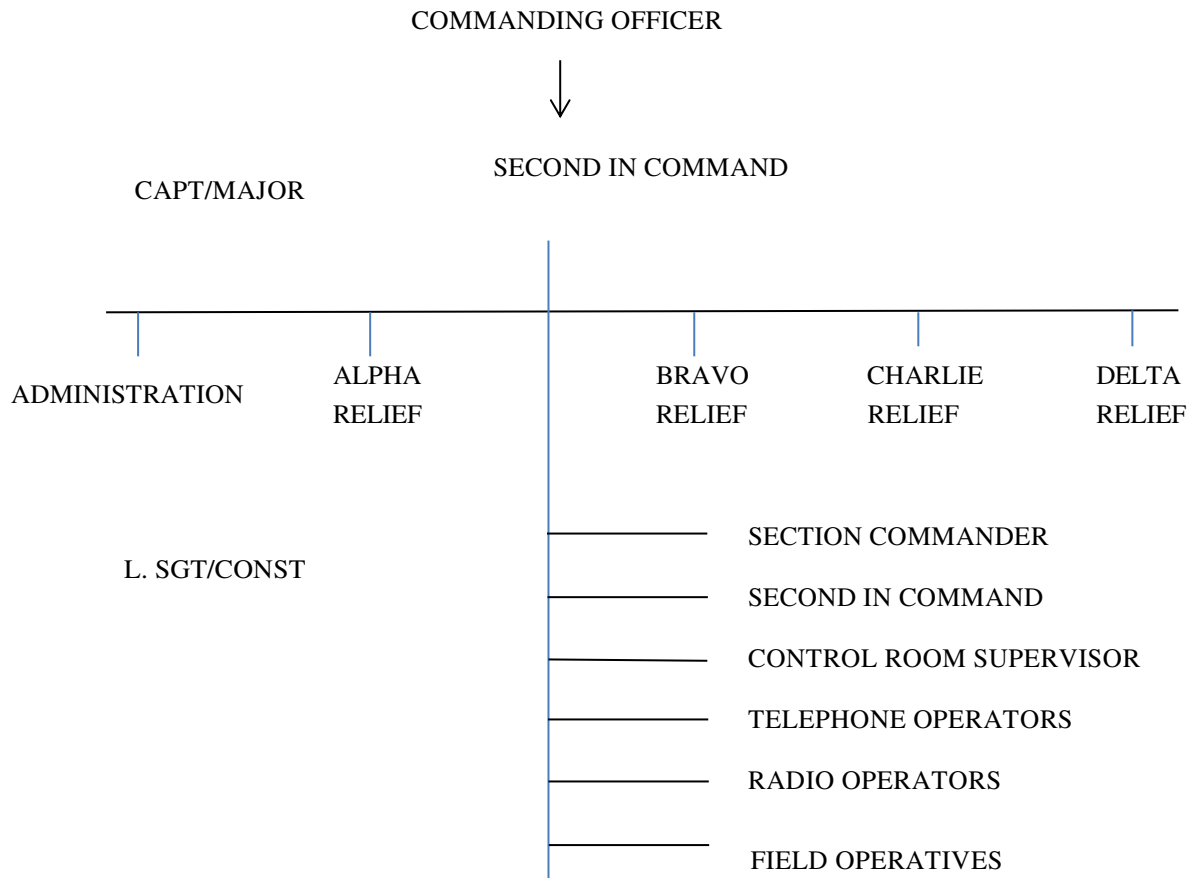 COMMANDING OFFICER
SECOND IN COMMAND
CAPT/MAJOR
ADMINISTRATION
ALPHA
RELIEF
BRAVO
RELIEF
CHARLIE
RELIEF
DELTA
RELIEF
SECTION COMMANDER
L. SGT/CONST
SECOND IN COMMAND
CONTROL ROOM SUPERVISOR
TELEPHONE OPERATORS
RADIO OPERATORS
FIELD OPERATIVES